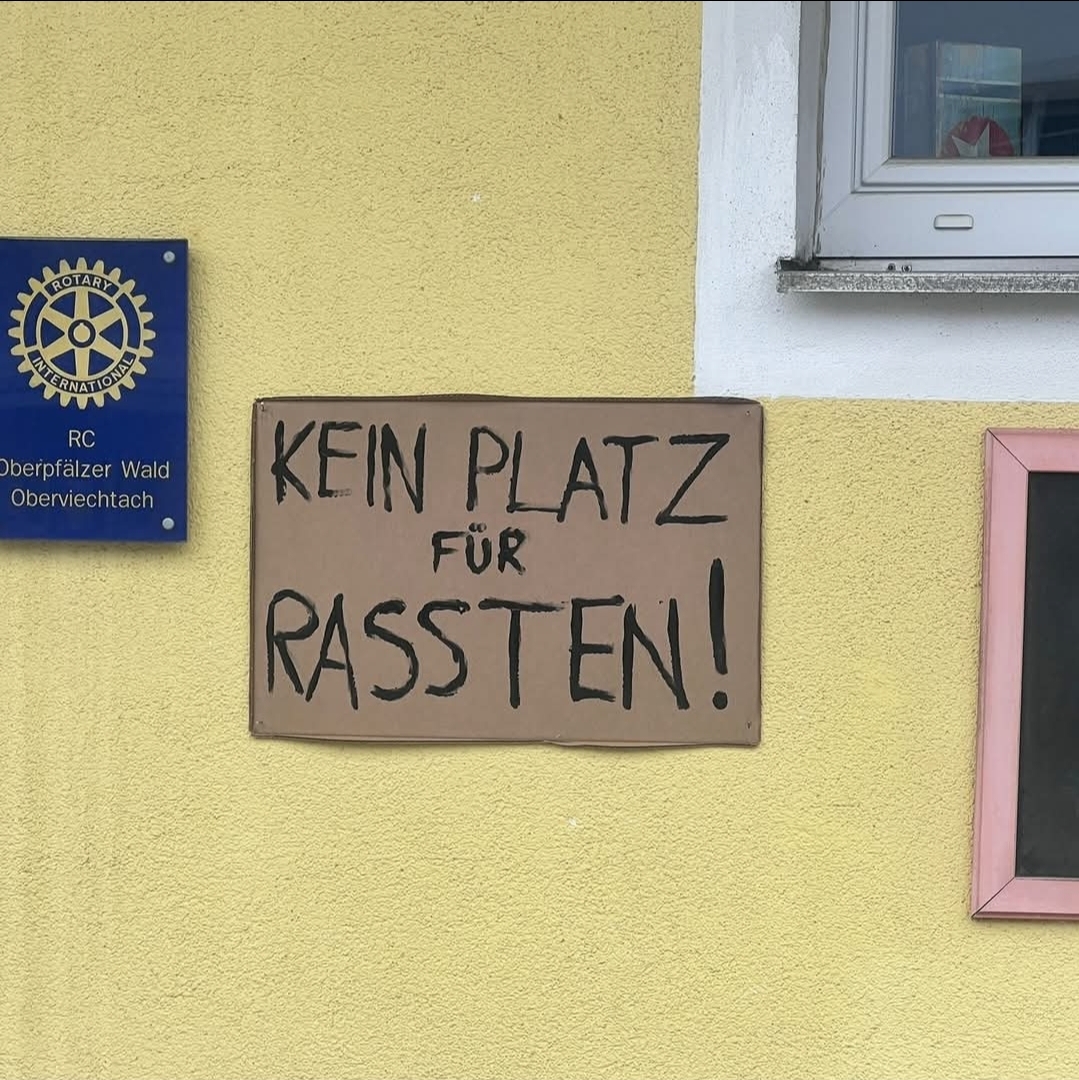 ROTARY
INTERNATIONAL
RC
Oberpfälzer Wald
Oberviechtach
KEIN PLATZ
FÜR
RASSTEN!